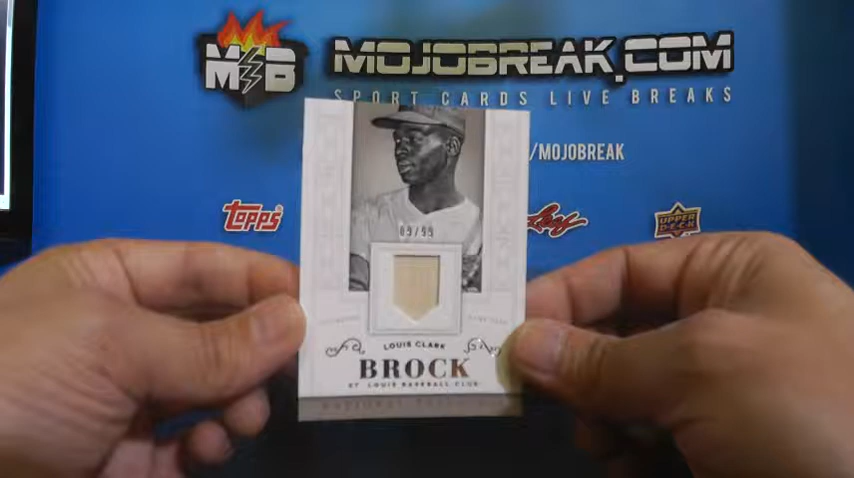 M B
MOJOBREAK.COM
SPORT CARDS LIVE BREAKS
/MOJOBREAK
TOPPS
Leaf
UPPER DECK
09/99
LOUIS CLARK
BROCK
ST LOUIS BASEBALL CLUB